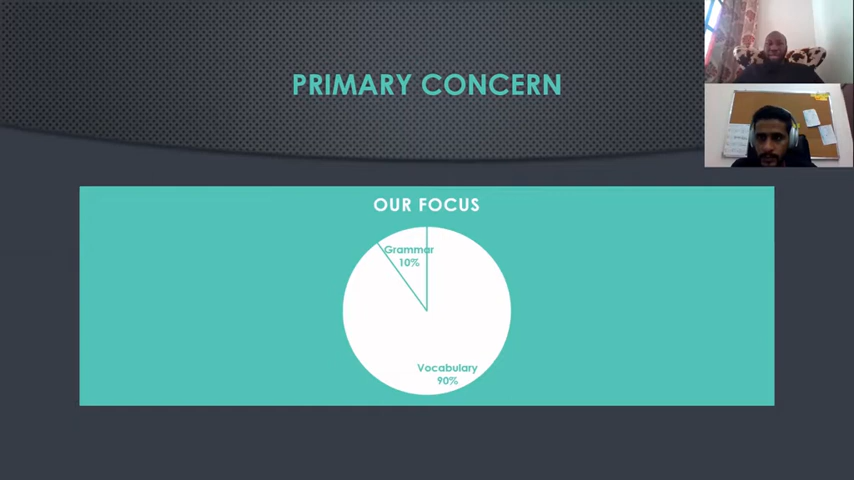 PRIMARY CONCERN
OUR FOCUS
Grammar
10%
Vocabulary
90%